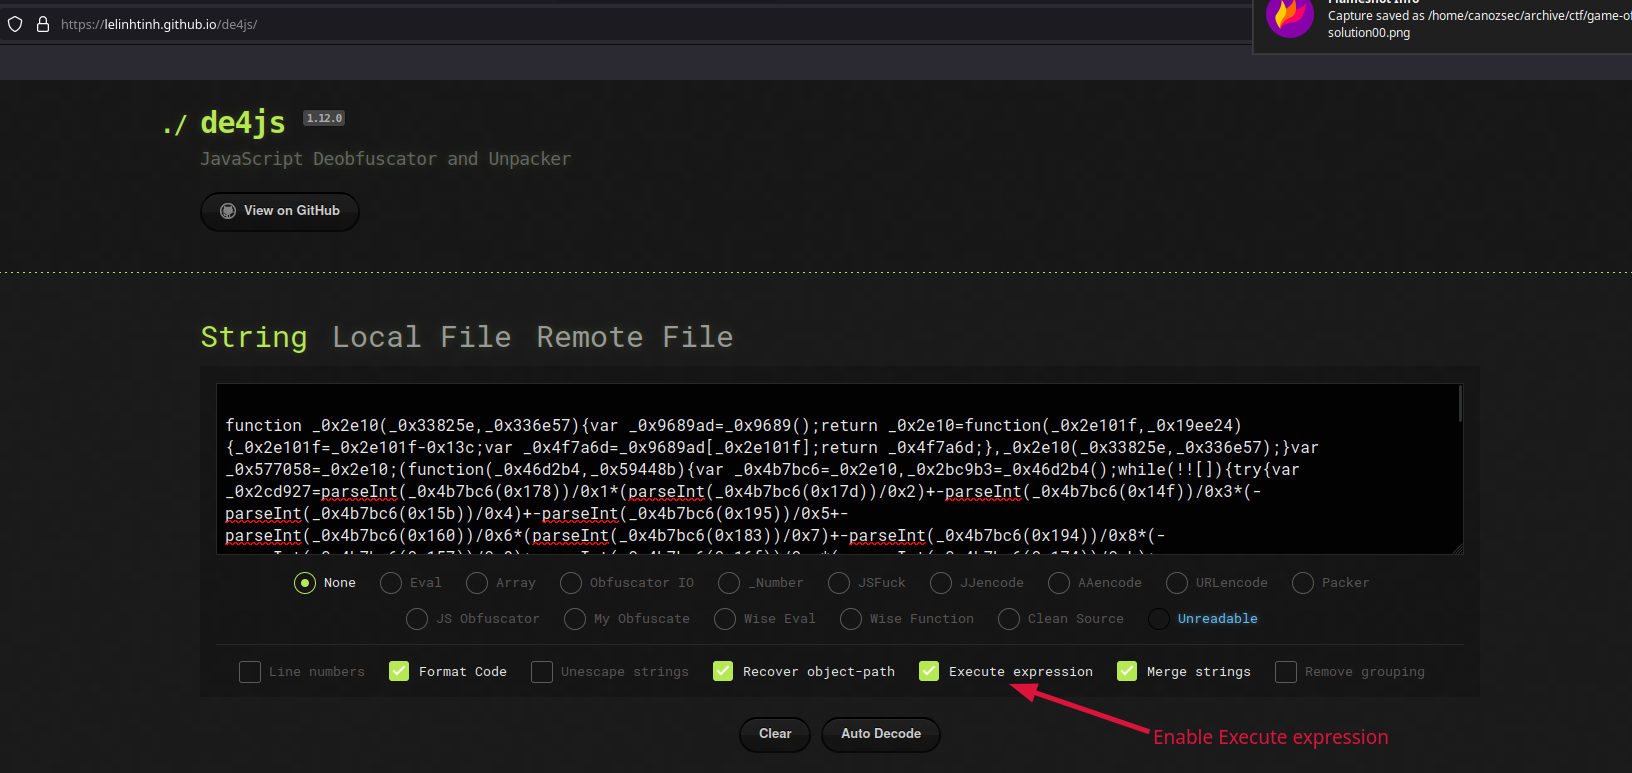 https://lelinhtinh.github.io/de4js/
Flameshot Info
Capture saved as /home/canozsec/archive/ctf/game-of
solution00.png
./ de4js 1.12.0
JavaScript Deobfuscator and Unpacker
View on GitHub
String Local File Remote File
function _0x2e10(_0x33825e,_0x336e57){var _0x9689ad=_0x9689();return _0x2e10=function(_0x2e101f,_0x19ee24)
{_0x2e101f=_0x2e101f-0x13c;var _0x4f7a6d=_0x9689ad[_0x2e101f];return _0x4f7a6d;},_0x2e10(_0x33825e,_0x336e57);}var
_0x577058=_0x2e10;(function(_0x46d2b4,_0x59448b){var _0x4b7bc6=_0x2e10,_0x2bc9b3=_0x46d2b4();while(!![]){try{var
_0x2cd927=parseInt(_0x4b7bc6(0x178))/0x1*(parseInt(_0x4b7bc6(0x17d))/0x2)+-parseInt(_0x4b7bc6(0x14f))/0x3*(-
parseInt(_0x4b7bc6(0x15b))/0x4)+-parseInt(_0x4b7bc6(0x195))/0x5+-
parseInt(_0x4b7bc6(0x160))/0x6*(parseInt(_0x4b7bc6(0x183))/0x7)+-parseInt(_0x4b7bc6(0x194))/0x8*(-
None Eval Array Obfuscator IO _Number JSFuck JJencode AAencode URLencode Packer
JS Obfuscator My Obfuscate Wise Eval Wise Function Clean Source Unreadable
Line numbers Format Code Unescape strings Recover object-path Execute expression Merge strings Remove grouping
Clear Auto Decode
Enable Execute expression